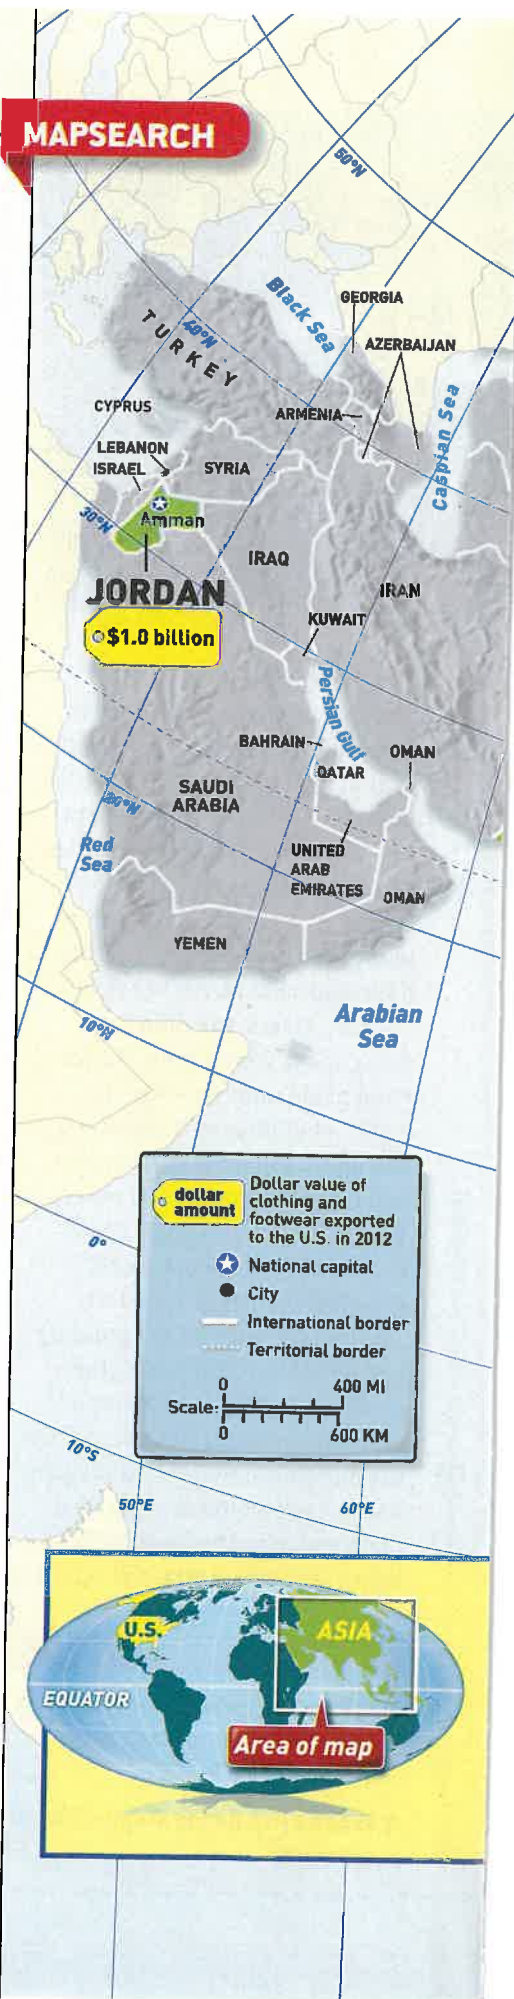 MAPSEARCH
50°N
Black Sea
GEORGIA
TURKEY
40°N
AZERBAIJAN
CYPRUS
ARMENIA
Caspian Sea
LEBANON
ISRAEL
SYRIA
30°N
Amman
IRAQ
JORDAN
IRAN
$1.0 billion
KUWAIT
Persian Gulf
BAHRAIN
OMAN
QATAR
SAUDI
ARABIA
20°N
Red
Sea
UNITED
ARAB
EMIRATES
OMAN
YEMEN
Arabian
Sea
10°N
dollar
amount
Dollar value of
clothing and
footwear exported
to the U.S. in 2012
0°
National capital
City
International border
Territorial border
0 400 MI
Scale:
0 600 KM
10°S
50°E
60°E
U.S.
ASIA
EQUATOR
Area of map